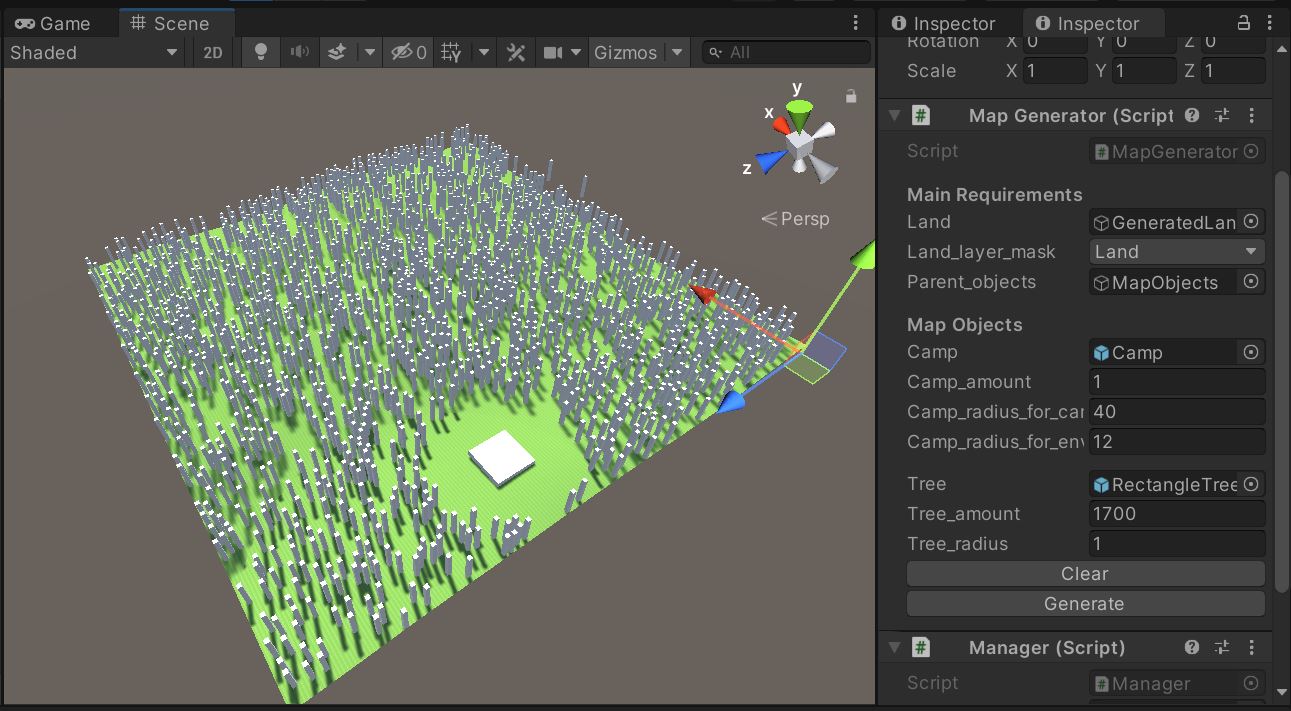 Game
Scene
Inspector
Inspector
Shaded
2D
0
Gizmos
All
Rotation X 0 Y 0 Z 0
Scale X 1 Y 1 Z 1
y
x
z
Persp
# Map Generator (Script
Script # MapGenerator
Main Requirements
Land GeneratedLan
Land_layer_mask Land
Parent_objects MapObjects
Map Objects
Camp Camp
Camp_amount 1
Camp_radius_for_car 40
Camp_radius_for_env 12
Tree RectangleTree
Tree_amount 1700
Tree_radius 1
Clear
Generate
# Manager (Script)
Script # Manager